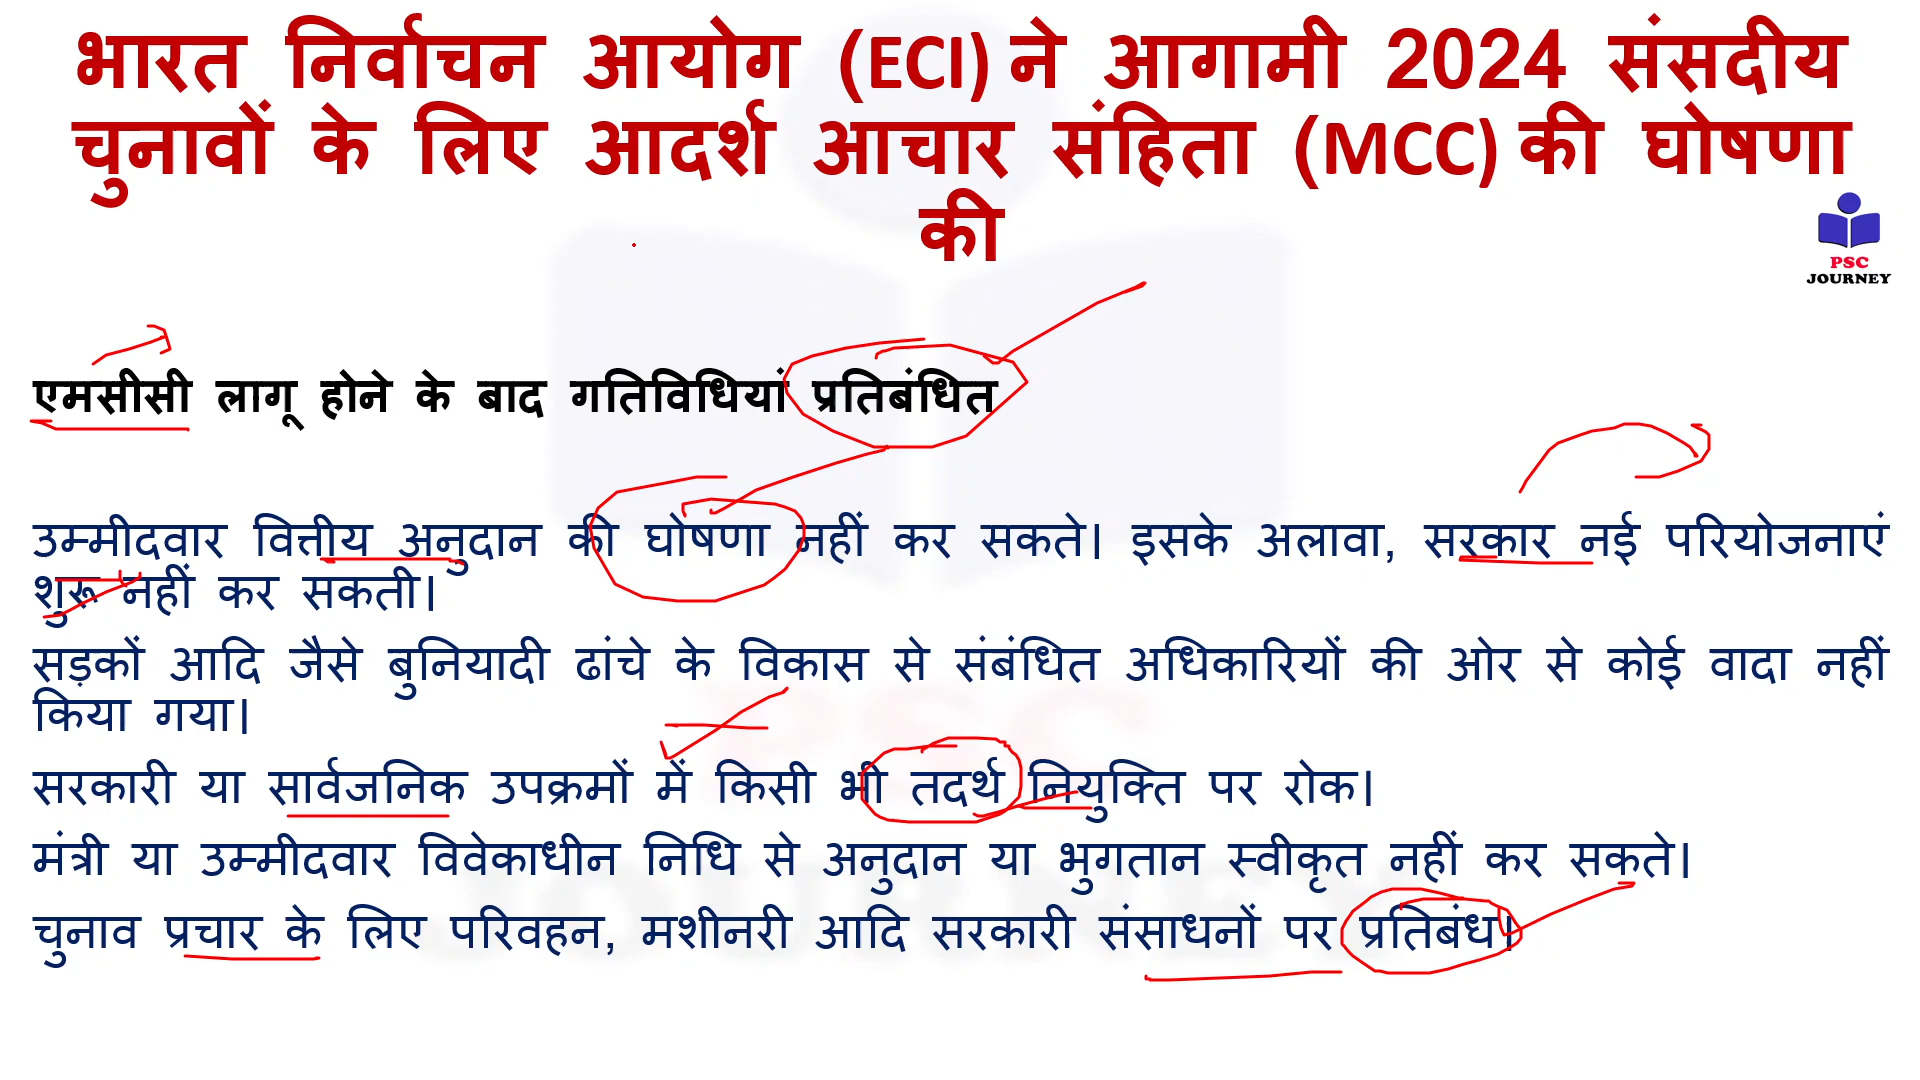 भारत निर्वाचन आयोग (ECI) ने आगामी 2024 संसदीय
चुनावों के लिए आदर्श आचार संहिता (MCC) की घोषणा
की
PSC
JOURNEY
एमसीसी लागू होने के बाद गतिविधियां प्रतिबंधित
उम्मीदवार वित्तीय अनुदान की घोषणा नहीं कर सकते। इसके अलावा, सरकार नई परियोजनाएं
शुरू नहीं कर सकती।
सड़कों आदि जैसे बुनियादी ढांचे के विकास से संबंधित अधिकारियों की ओर से कोई वादा नहीं
किया गया।
सरकारी या सार्वजनिक उपक्रमों में किसी भी तदर्थ नियुक्ति पर रोक।
मंत्री या उम्मीदवार विवेकाधीन निधि से अनुदान या भुगतान स्वीकृत नहीं कर सकते।
चुनाव प्रचार के लिए परिवहन, मशीनरी आदि सरकारी संसाधनों पर प्रतिबंध।
PSC
JOURNEY